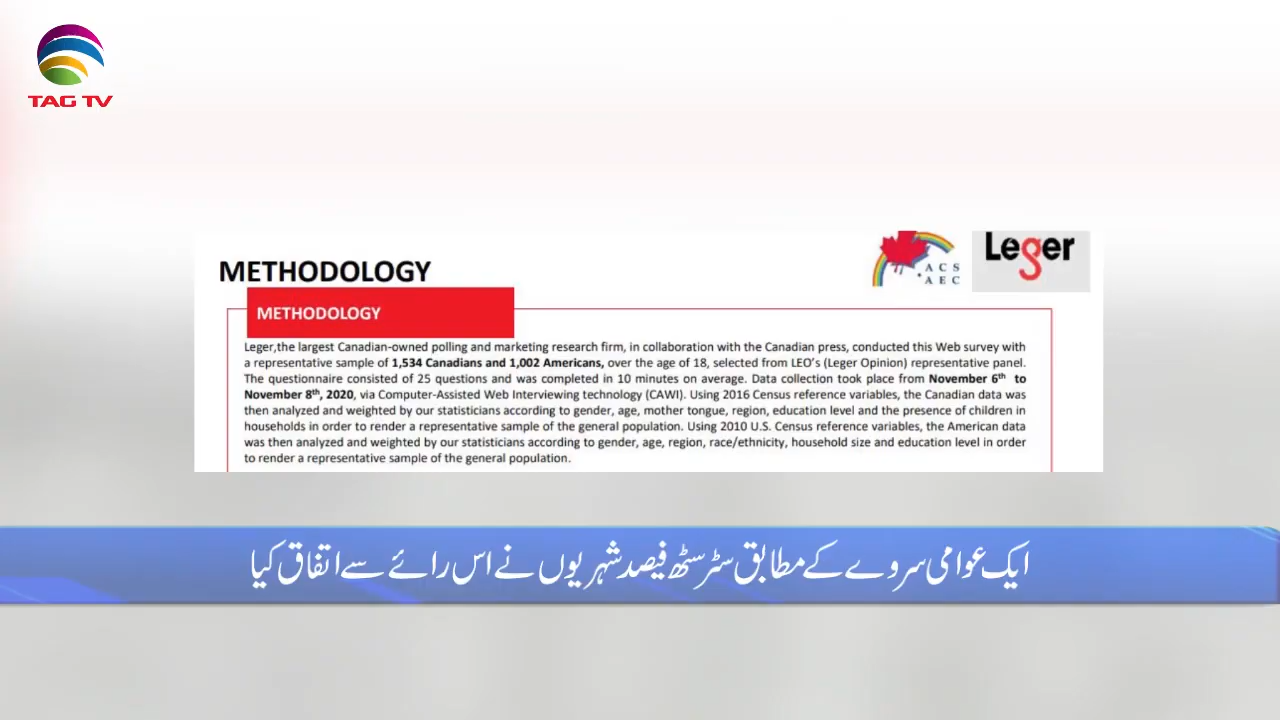 TAG TV
METHODOLOGY
A C S
A E C
Leger
METHODOLOGY
Leger,the largest Canadian-owned polling and marketing research firm, in collaboration with the Canadian press, conducted this Web survey with
a representative sample of 1,534 Canadians and 1,002 Americans, over the age of 18, selected from LEO’s (Leger Opinion) representative panel.
The questionnaire consisted of 25 questions and was completed in 10 minutes on average. Data collection took place from November 6th to
November 8th, 2020, via Computer-Assisted Web Interviewing technology (CAWI). Using 2016 Census reference variables, the Canadian data was
then analyzed and weighted by our statisticians according to gender, age, mother tongue, region, education level and the presence of children in
households in order to render a representative sample of the general population. Using 2010 U.S. Census reference variables, the American data
was then analyzed and weighted by our statisticians according to gender, age, region, race/ethnicity, household size and education level in order
to render a representative sample of the general population.
ایک عوامی سروے کے مطابق سٹرسٹھ فیصد شہریوں نے اس رائے سے اتفاق کیا